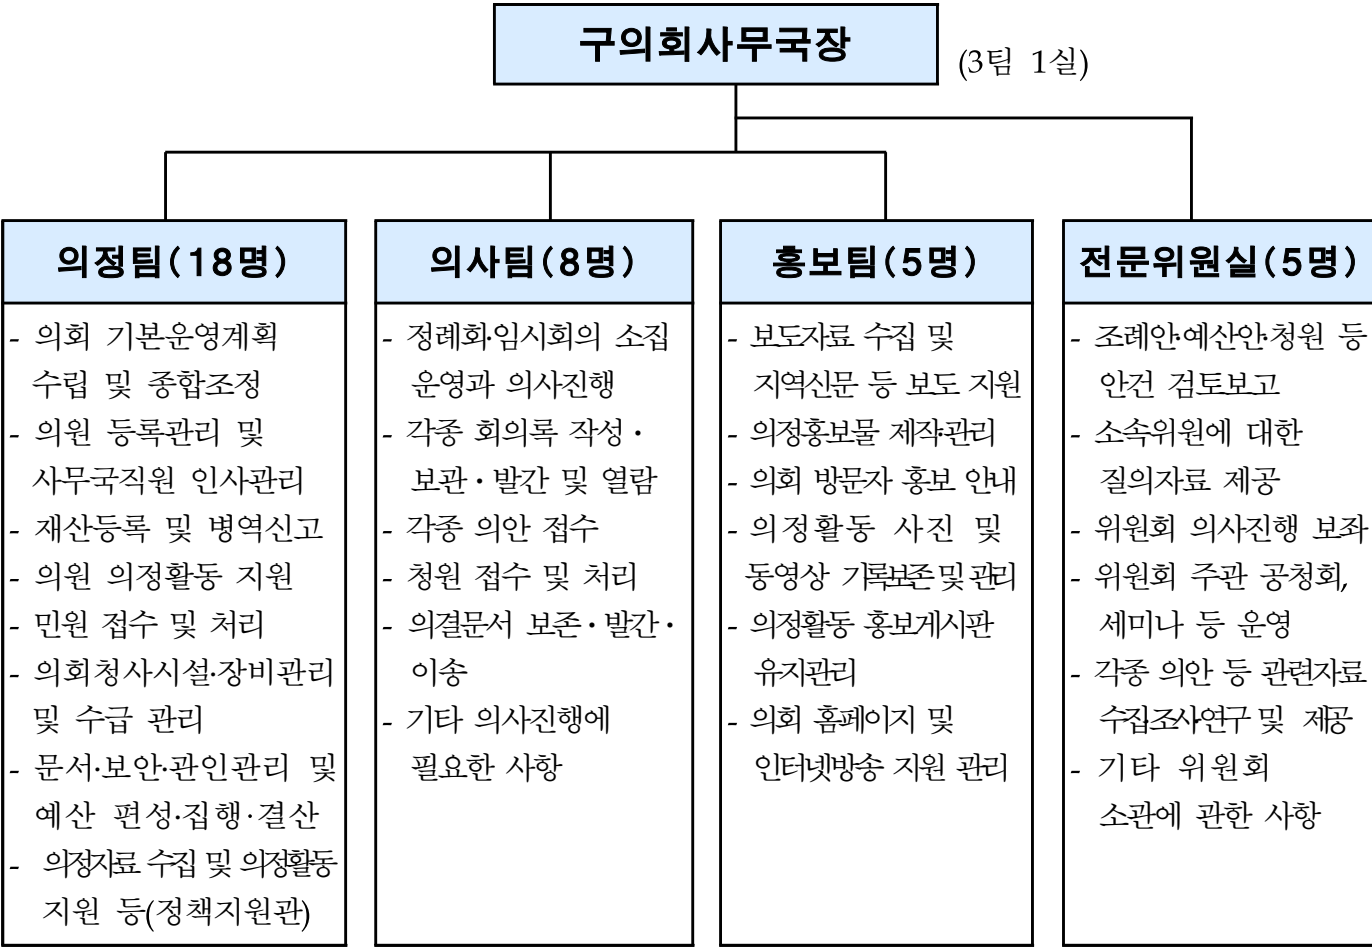 구의회사무국장
(3팀 1실)
의정팀(18명)
- 의회 기본운영계획
수립 및 종합조정
- 의원 등록관리 및
사무국직원 인사관리
- 재산등록 및 병역신고
- 의원 의정활동 지원
- 민원 접수 및 처리
- 의회청사시설·장비관리
및 수급 관리
- 문서·보안·관인관리 및
예산 편성·집행·결산
- 의정자료 수집 및 의정활동
지원 등(정책지원관)
의사팀(8명)
- 정례회·임시회의 소집
운영과 의사진행
- 각종 회의록 작성·
보관·발간 및 열람
- 각종 의안 접수
- 청원 접수 및 처리
- 의결문서 보존·발간·
이송
- 기타 의사진행에
필요한 사항
홍보팀(5명)
- 보도자료 수집 및
지역신문 등 보도 지원
- 의정홍보물 제작·관리
- 의회 방문자 홍보 안내
- 의정활동 사진 및
동영상 기록보존 및 관리
- 의정활동 홍보게시판
유지관리
- 의회 홈페이지 및
인터넷방송 지원 관리
전문위원실(5명)
- 조례안·예산안·청원 등
안건 검토보고
- 소속위원에 대한
질의자료 제공
- 위원회 의사진행 보좌
- 위원회 주관 공청회,
세미나 등 운영
- 각종 의안 등 관련자료
수집·조사·연구 및 제공
- 기타 위원회
소관에 관한 사항